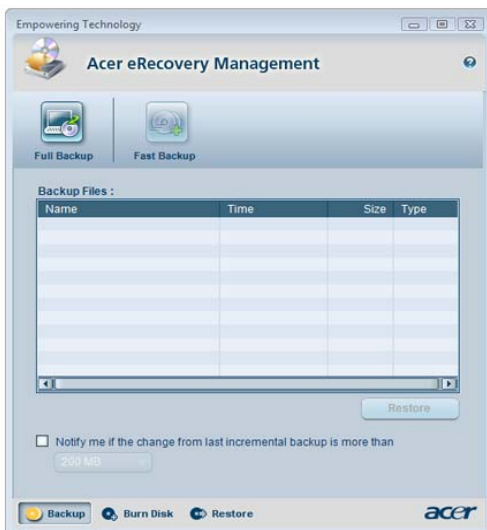 Empowering Technology
Acer eRecovery Management
Full Backup Fast Backup
Backup Files :
Name Time Size Type
Restore
Notify me if the change from last incremental backup is more than
200 MB
Backup Burn Disk Restore acer